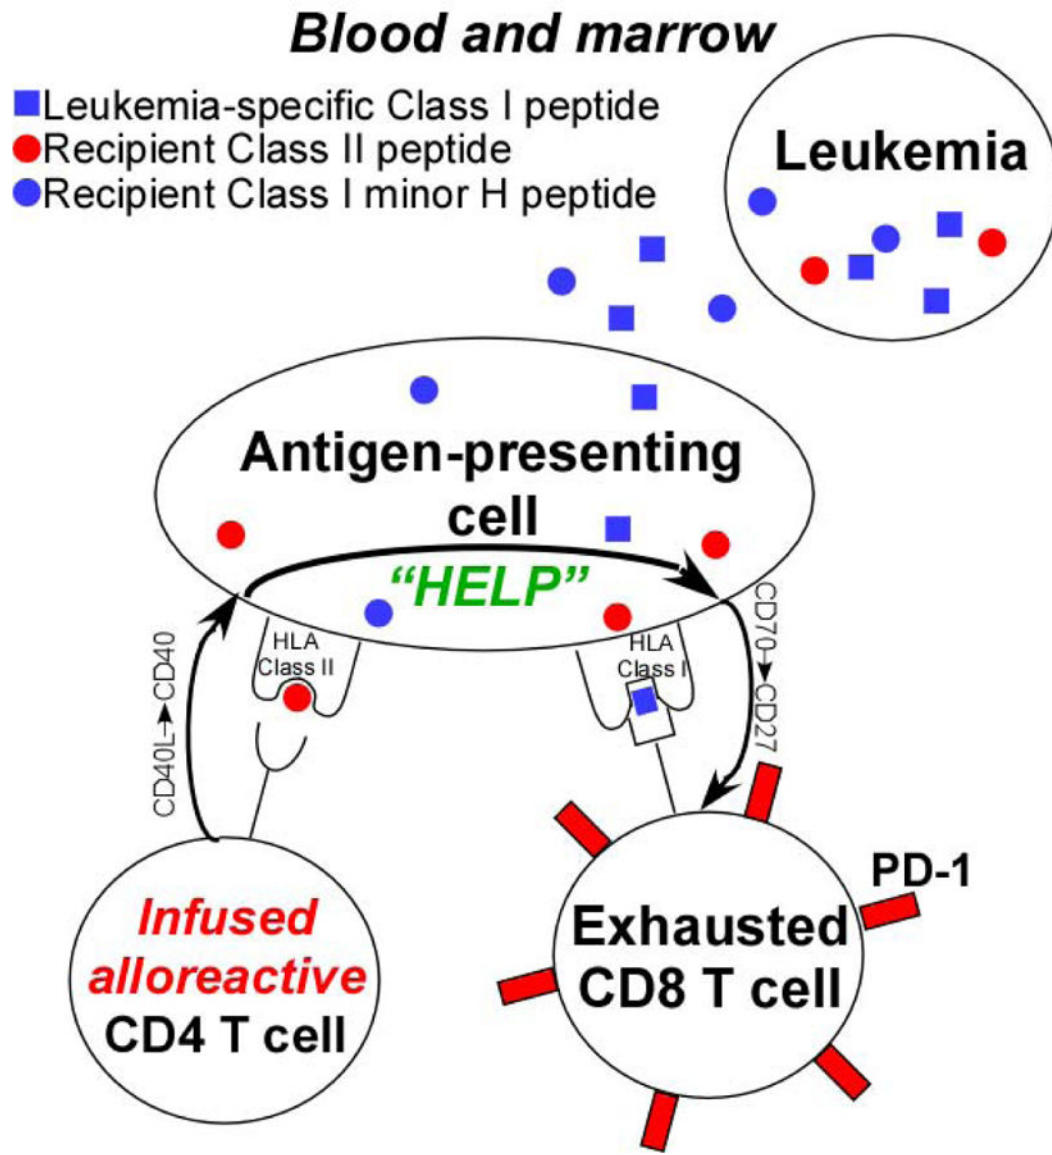 Blood and marrow
Leukemia-specific Class I peptide
Recipient Class II peptide
Recipient Class I minor H peptide
Leukemia
Antigen-presenting
cell
“HELP”
HLA
Class II
HLA
Class I
CD40L→CD40
CD70→CD27
PD-1
Infused
alloreactive
CD4 T cell
Exhausted
CD8 T cell